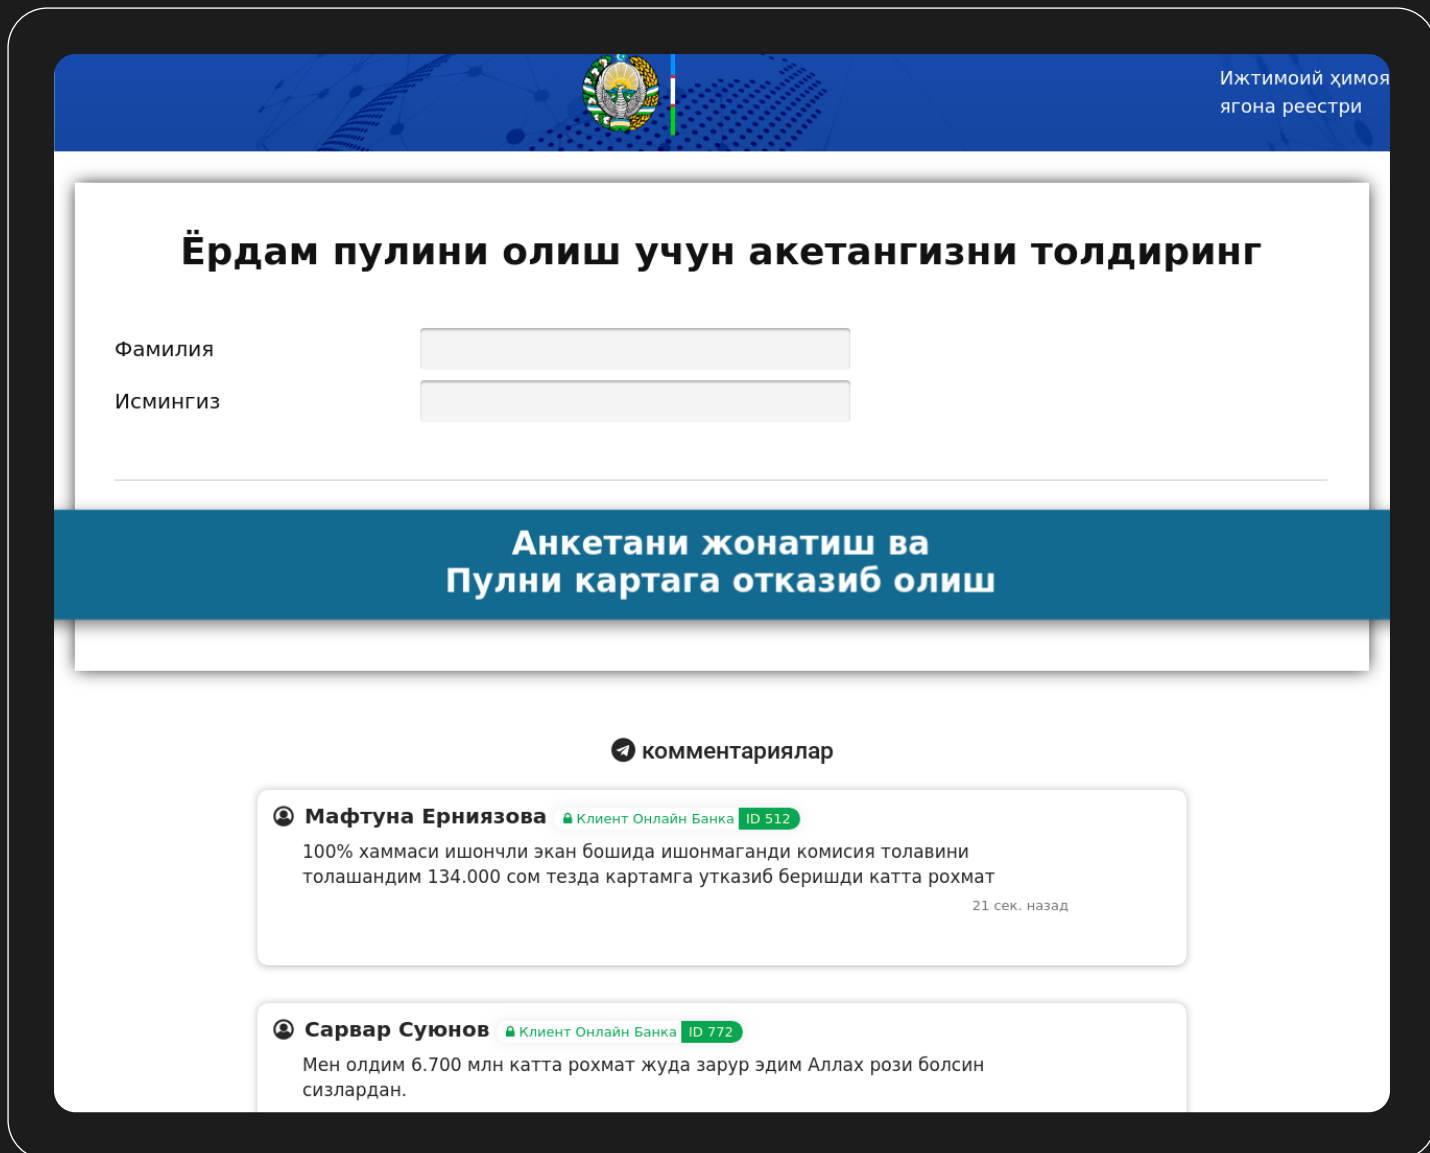 Ижтимоий ҳимоя
ягона реестри
Ёрдам пулини олиш учун акетангизни толдиринг
Фамилия
Исмингиз
Анкетани жонатиш ва
Пулни картага отказиб олиш
комментариялар
Мафтуна Ерниязова Клиент Онлайн Банка ID 512
100% хаммаси ишончли экан бошида ишонмаганди комисия толавини
толашандим 134.000 сом тезда картамга утказиб беришди катта рохмат
21 сек. назад
Сарвар Суюнов Клиент Онлайн Банка ID 772
Мен олдим 6.700 млн катта рохмат жуда зарур эдим Аллах рози болсин
сизлардан.